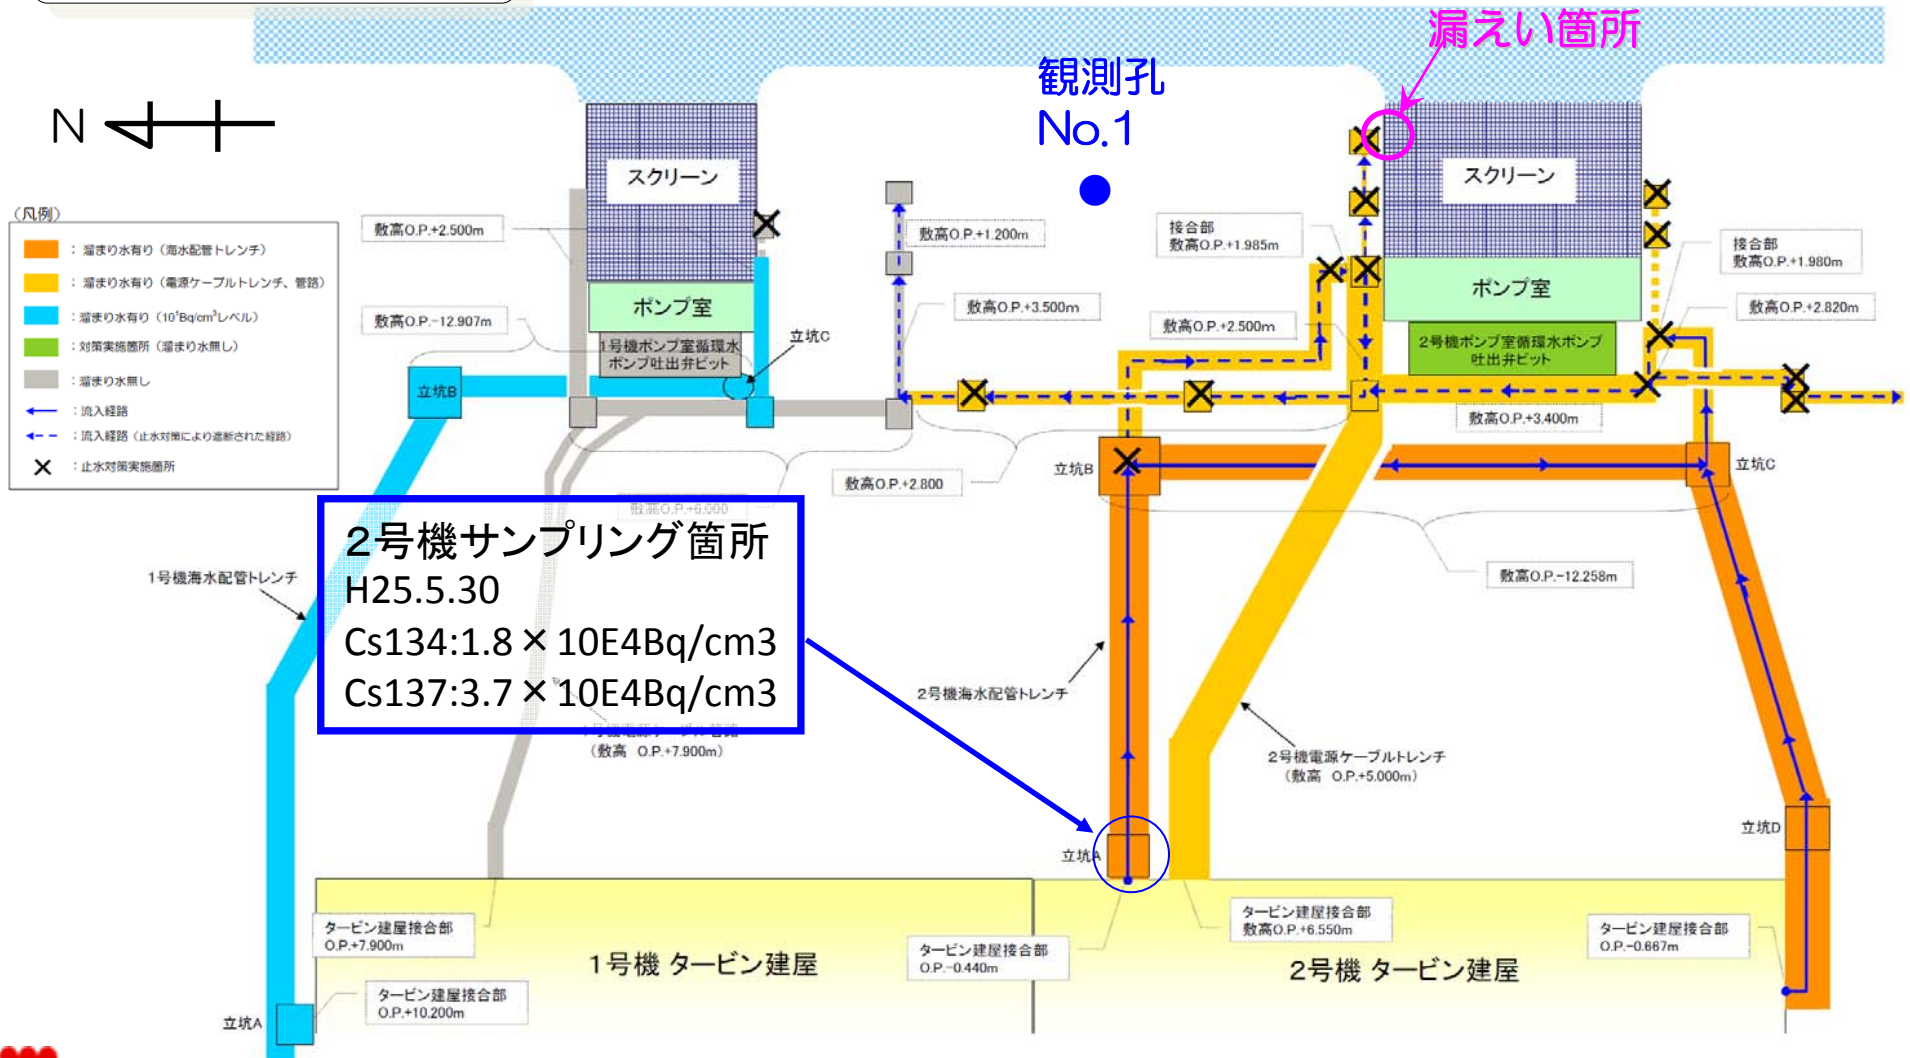 漏えい箇所
観測孔
No.1
N
スクリーン
スクリーン
(凡例)
：溜まり水有り（海水配管トレンチ）
：溜まり水有り（電源ケーブルトレンチ、管路）
：溜まり水有り（10¹Bq/cm³レベル）
：対策実施箇所（溜まり水無し）
：溜まり水無し
：流入経路
：流入経路（止水対策により遮断された経路）
：止水対策実施箇所
敷高O.P.+2.500m
敷高O.P.+1.200m
接合部
敷高O.P.+1.985m
接合部
敷高O.P.+1.980m
ポンプ室
ポンプ室
敷高O.P.-12.907m
敷高O.P.+3.500m
敷高O.P.+2.500m
敷高O.P.+2.820m
1号機ポンプ室循環水
ポンプ吐出弁ピット
立坑C
2号機ポンプ室循環水ポンプ
吐出弁ピット
立坑B
敷高O.P.+3.400m
立坑B
立坑C
敷高O.P.+2.800
敷高O.P.+6.000
2号機サンプリング箇所
H25.5.30
Cs134:1.8×10E4Bq/cm3
Cs137:3.7×10E4Bq/cm3
敷高O.P.-12.258m
1号機海水配管トレンチ
2号機海水配管トレンチ
(敷高 O.P.+7.900m)
2号機電源ケーブルトレンチ
(敷高 O.P.+5.000m)
立坑D
立坑A
タービン建屋接合部
O.P.+7.900m
タービン建屋接合部
敷高O.P.+6.550m
タービン建屋接合部
O.P.-0.667m
タービン建屋接合部
O.P.-0.440m
1号機 タービン建屋
2号機 タービン建屋
タービン建屋接合部
O.P.+10.200m
立坑A